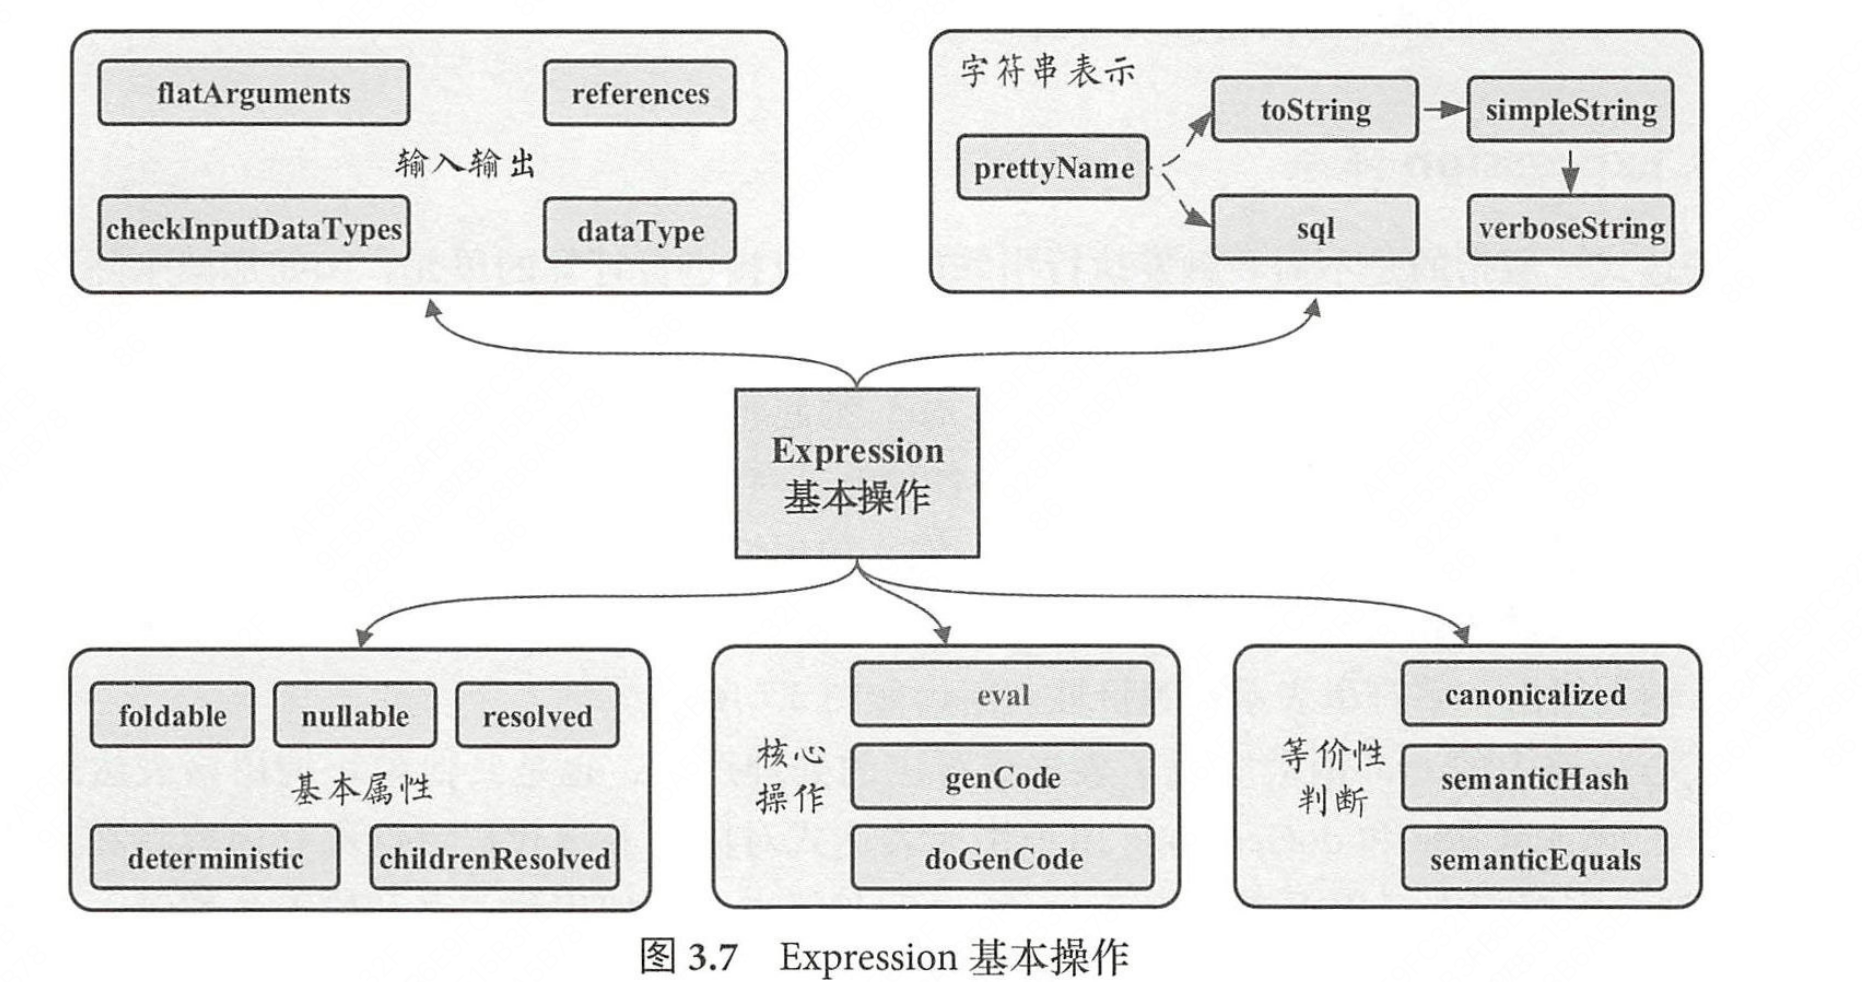 flatArguments
references
输入输出
checkInputDataTypes
dataType
字符串表示
toString
simpleString
prettyName
sql
verboseString
Expression
基本操作
foldable
nullable
resolved
基本属性
deterministic
childrenResolved
核心
操作
eval
genCode
doGenCode
等价性
判断
canonicalized
semanticHash
semanticEquals
图 3.7 Expression 基本操作